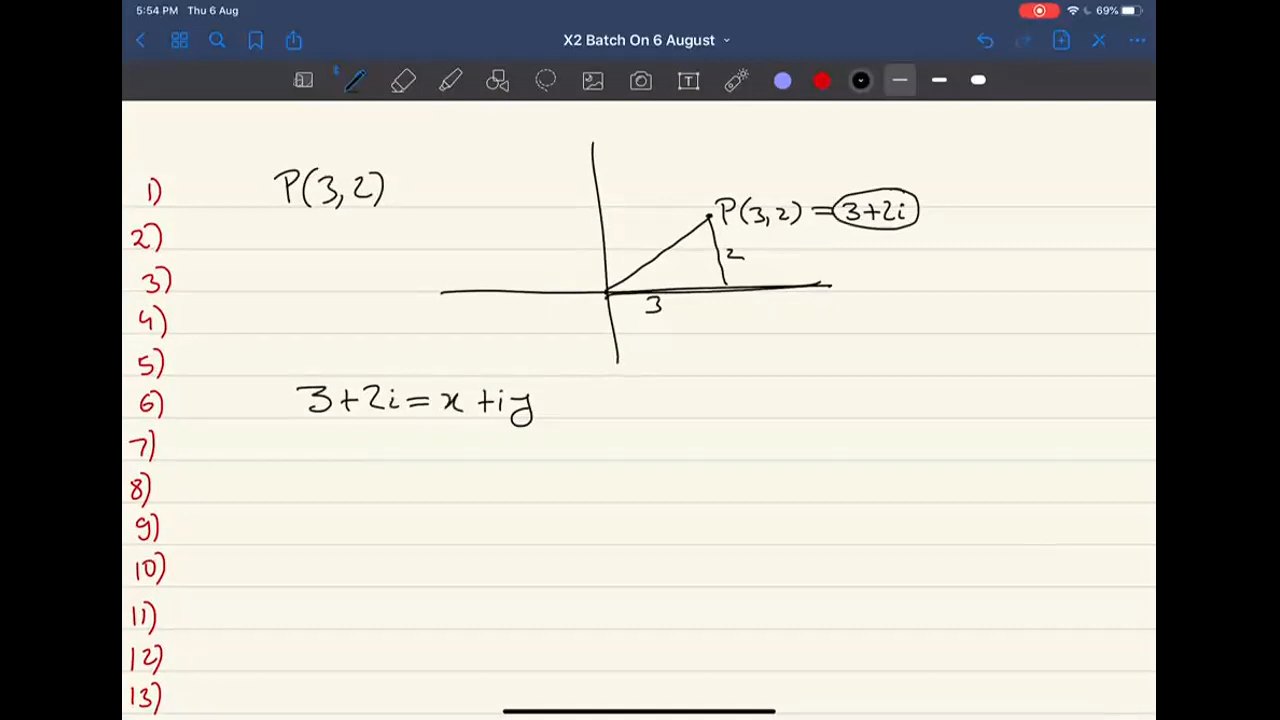 5:54 PM Thu 6 Aug
69%
X2 Batch On 6 August
T
1) P(3,2)
P(3,2) = 3+2i
2)
2
3)
3
4)
5)
6) 3+2i = x + iy
7)
8)
9)
10)
11)
12)
13)